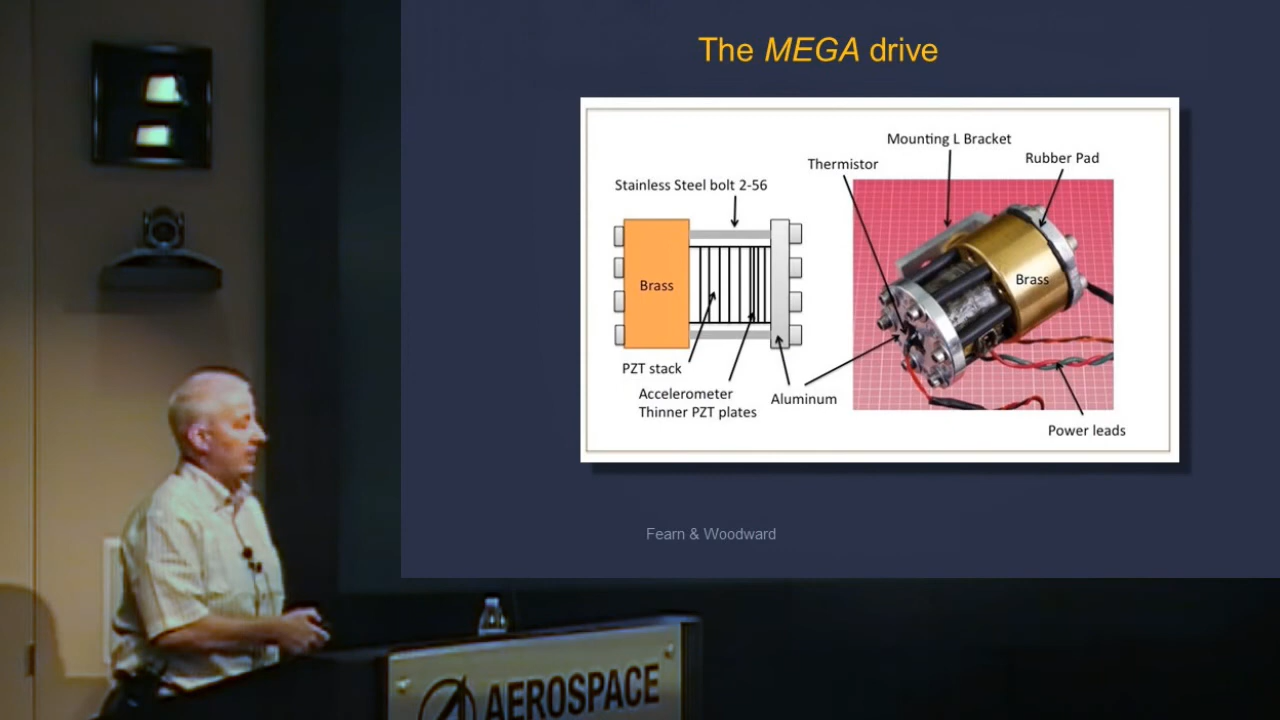 The MEGA drive
Mounting L Bracket
Thermistor
Rubber Pad
Stainless Steel bolt 2-56
Brass
Brass
PZT stack
Accelerometer
Thinner PZT plates
Aluminum
Power leads
Fearn & Woodward
AEROSPACE